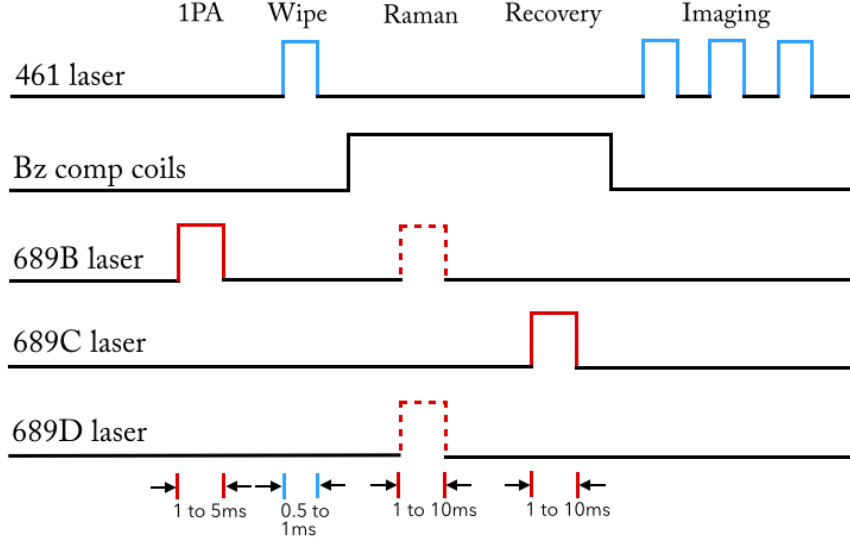 1PA Wipe Raman Recovery Imaging
461 laser
Bz comp coils
689B laser
689C laser
689D laser
1 to 5ms 0.5 to 1 to 10ms 1 to 10ms
1ms